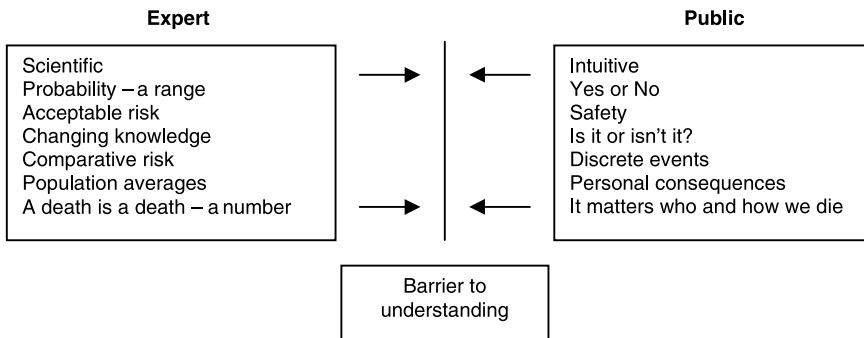 Expert
Scientific
Probability – a range
Acceptable risk
Changing knowledge
Comparative risk
Population averages
A death is a death – a number
Public
Intuitive
Yes or No
Safety
Is it or isn't it?
Discrete events
Personal consequences
It matters who and how we die
Barrier to
understanding